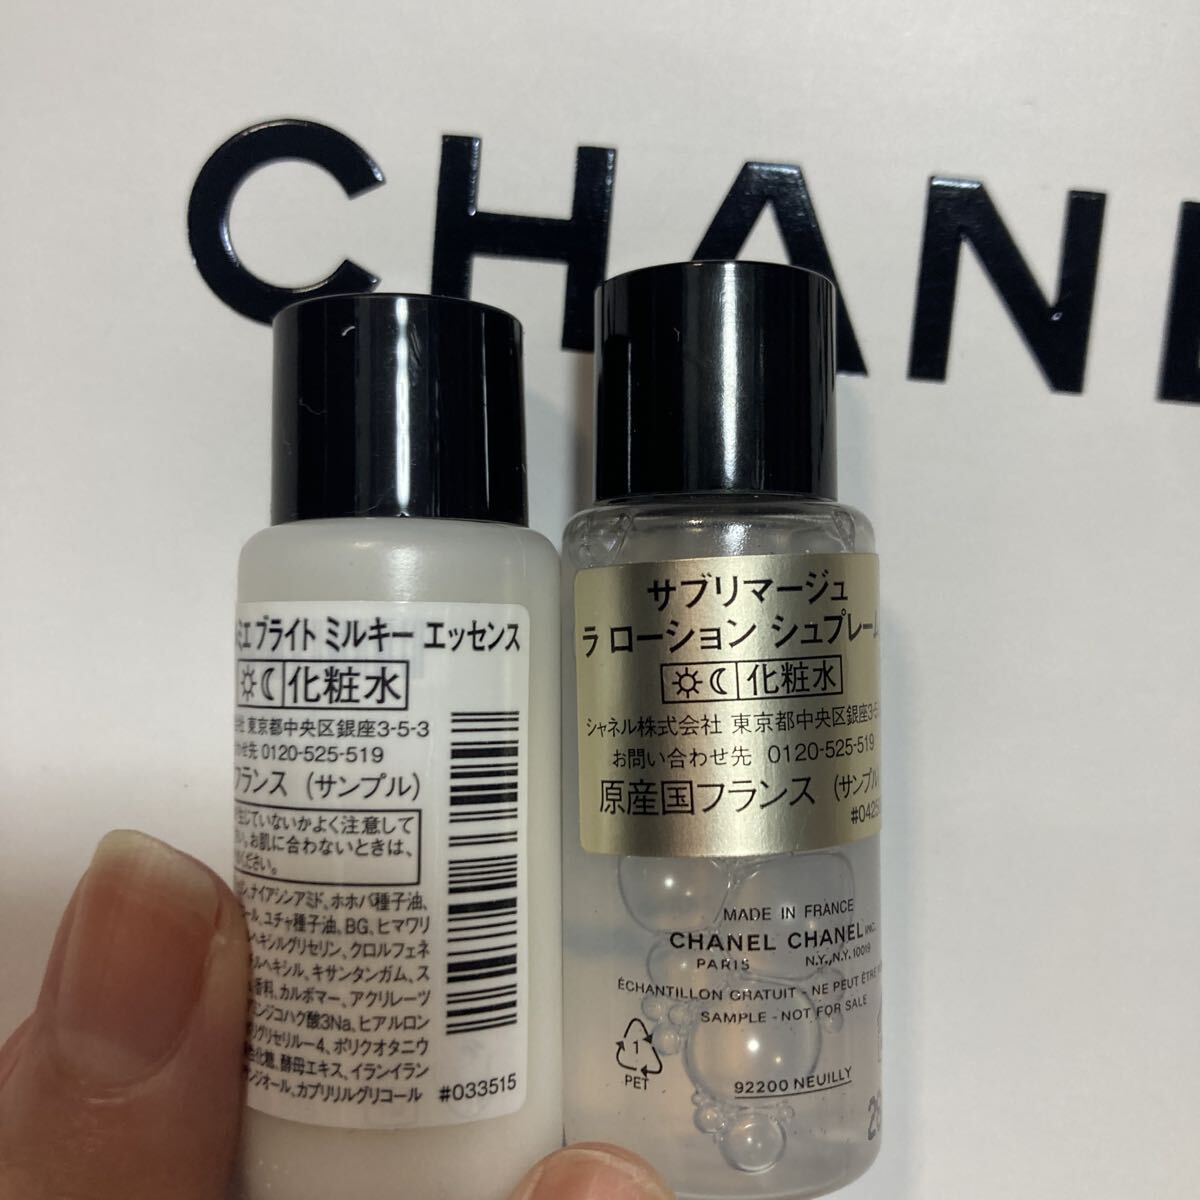 CHANE
ミエ ブライト ミルキー エッセンス
化粧水
東京都中央区銀座3-5-3
わせ先 0120-525-519
フランス (サンプル)
生じていないかよく注意して
お肌に合わないときは、
ください。
ナイアシンアミド、ホホバ種子油、
ール、ユチャ種子油、BG、ヒマワリ
ヘキシルグリセリン、クロルフェネ
ルヘキシル、キサンタンガム、ス
香料、カルボマー、アクリレーツ
ミンジコハク酸3Na、ヒアルロン
グリセリル-4、ポリクオタニウ
酵母エキス、イランイラン
ンジオール、カプリリルグリコール
#033515
サブリマージュ
ラ ローション シュプレーム
化粧水
シャネル株式会社 東京都中央区銀座3-5
お問い合わせ先 0120-525-519
原産国フランス (サンプル
#0425
MADE IN FRANCE
CHANEL CHANEL INC.
PARIS N.Y., N.Y. 10019
ÉCHANTILLON GRATUIT - NE PEUT ÊTRE
SAMPLE - NOT FOR SALE
1
PET
92200 NEUILLY